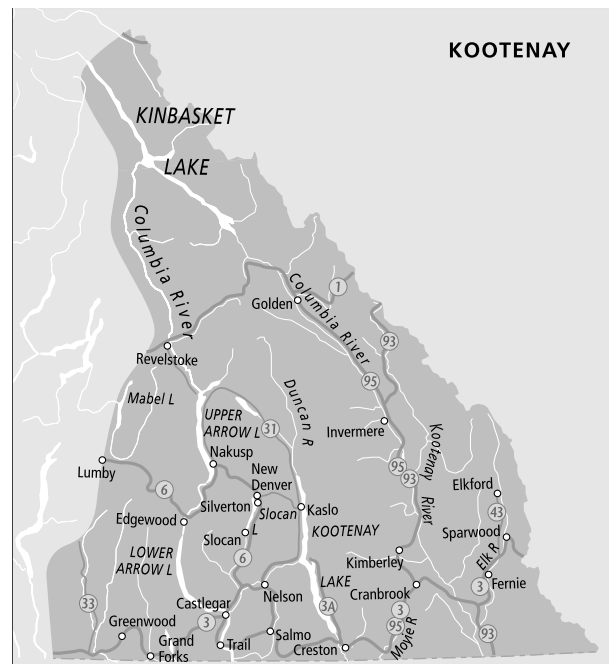 KOOTENAY
KINBASKET
LAKE
Columbia River
Columbia River
1
Golden
Revelstoke
93
95
Mabel L
Duncan R
UPPER
ARROW L
31
Invermere
Kootenay River
Nakusp
Lumby
New
Denver
95
93
6
Silverton
Slocan L
Kaslo
Elkford
43
Edgewood
Slocan
KOOTENAY
LAKE
Sparwood
LOWER
ARROW L
6
Kimberley
Elk R
Cranbrook
3
Fernie
33
Castlegar
Nelson
3A
3
Greenwood
3
95
Grand
Forks
Trail
Salmo
Creston
Moyie R
93